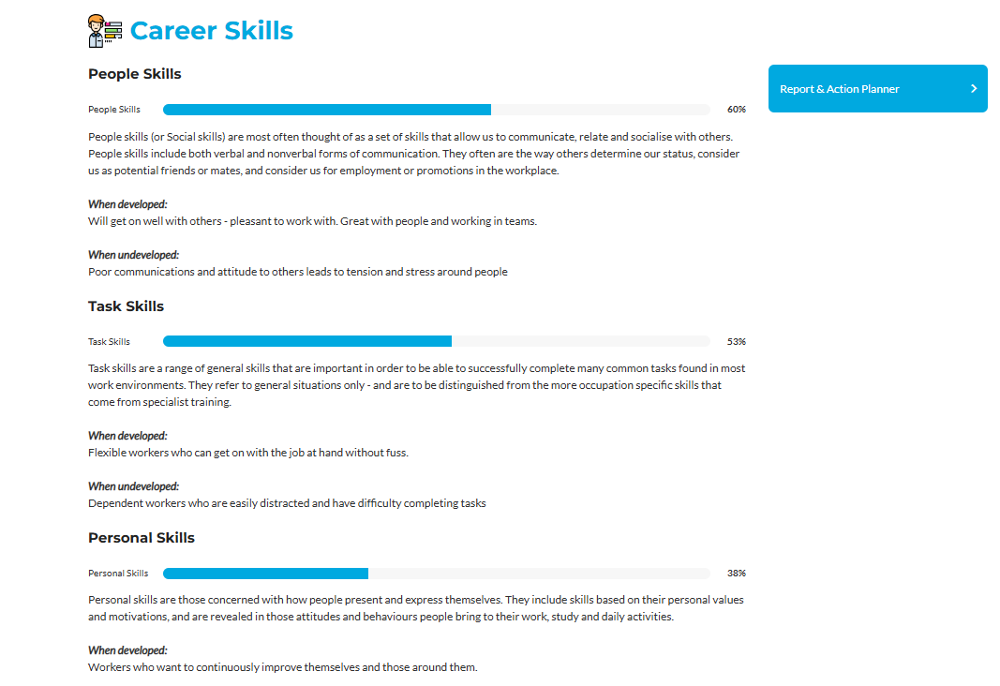 Career Skills
People Skills
Report & Action Planner
People Skills 60%
People skills (or Social skills) are most often thought of as a set of skills that allow us to communicate, relate and socialise with others.
People skills include both verbal and nonverbal forms of communication. They often are the way others determine our status, consider
us as potential friends or mates, and consider us for employment or promotions in the workplace.
When developed:
Will get on well with others - pleasant to work with. Great with people and working in teams.
When undeveloped:
Poor communications and attitude to others leads to tension and stress around people
Task Skills
Task Skills 53%
Task skills are a range of general skills that are important in order to be able to successfully complete many common tasks found in most
work environments. They refer to general situations only - and are to be distinguished from the more occupation specific skills that
come from specialist training.
When developed:
Flexible workers who can get on with the job at hand without fuss.
When undeveloped:
Dependent workers who are easily distracted and have difficulty completing tasks
Personal Skills
Personal Skills 38%
Personal skills are those concerned with how people present and express themselves. They include skills based on their personal values
and motivations, and are revealed in those attitudes and behaviours people bring to their work, study and daily activities.
When developed:
Workers who want to continuously improve themselves and those around them.